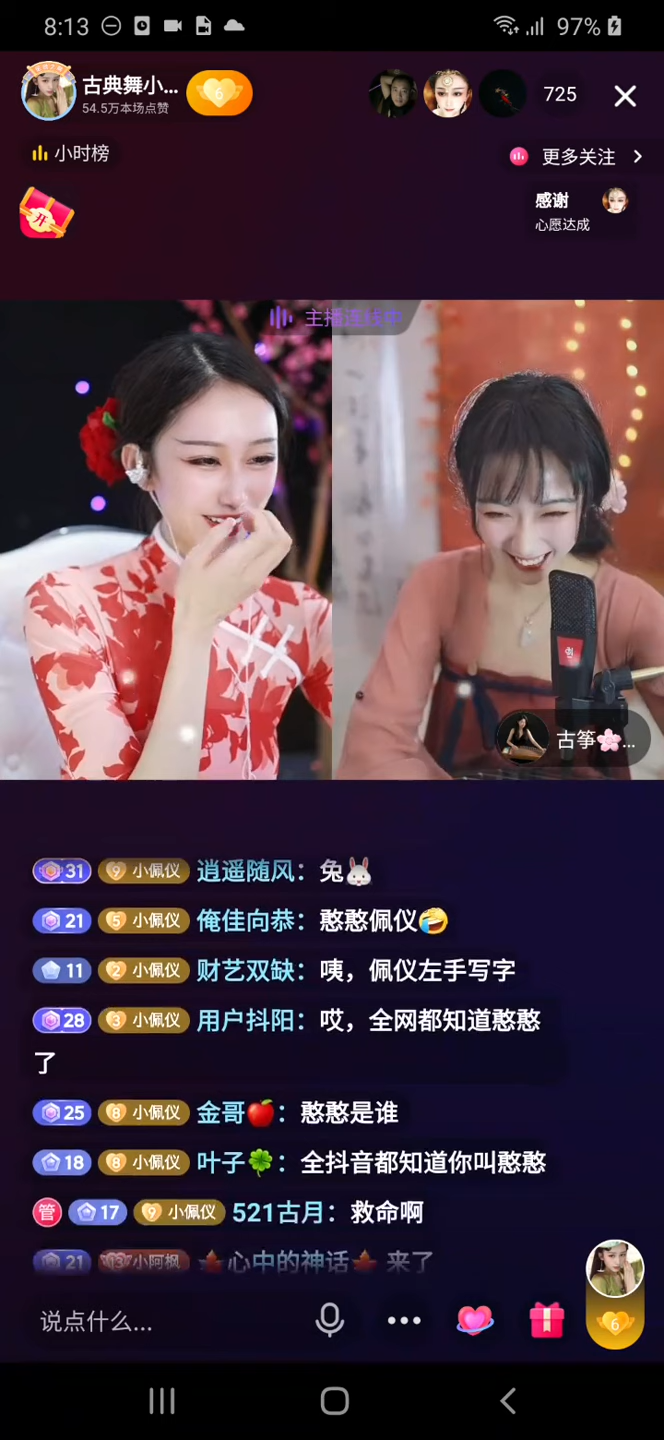 8:13
97%
古典舞小...
54.5万本场点赞
6
725
小时榜
更多关注
开
感谢
心愿达成
主播连线中
古筝🌸...
31 9 小佩仪 逍遥随风：兔🐰
21 5 小佩仪 俺佳向恭：憨憨佩仪🤣
11 2 小佩仪 财艺双缺：咦，佩仪左手写字
28 3 小佩仪 用户抖阳：哎，全网都知道憨憨
了
25 8 小佩仪 金哥🍎：憨憨是谁
18 8 小佩仪 叶子🍀：全抖音都知道你叫憨憨
管 17 9 小佩仪 521古月：救命啊
21 13 小阿枫 🍁心中的神话🍁 来了
说点什么...
6